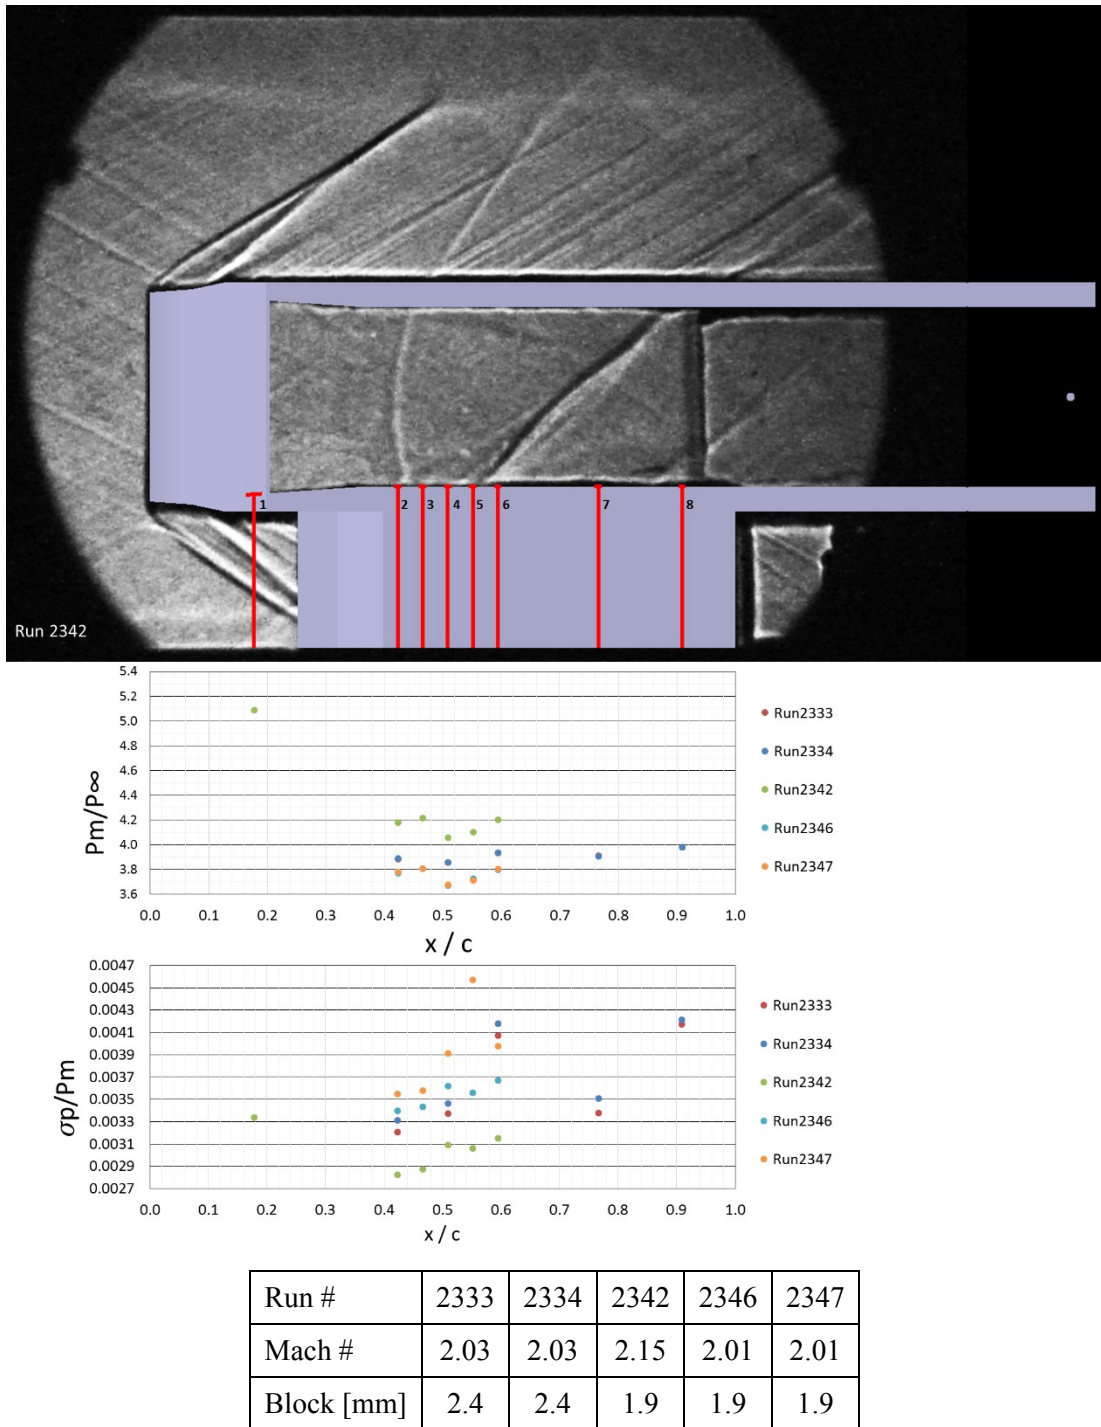 1 2 3 4 5 6 7 8
Run 2342
5.4
5.2
5.0
4.8
4.6
4.4
4.2
4.0
3.8
3.6
Pm/P∞
0.0 0.1 0.2 0.3 0.4 0.5 0.6 0.7 0.8 0.9 1.0
x / c
Run2333
Run2334
Run2342
Run2346
Run2347
0.0047
0.0045
0.0043
0.0041
0.0039
0.0037
0.0035
0.0033
0.0031
0.0029
0.0027
σp/Pm
0.0 0.1 0.2 0.3 0.4 0.5 0.6 0.7 0.8 0.9 1.0
x / c
Run2333
Run2334
Run2342
Run2346
Run2347
Run # 2333 2334 2342 2346 2347
Mach # 2.03 2.03 2.15 2.01 2.01
Block [mm] 2.4 2.4 1.9 1.9 1.9